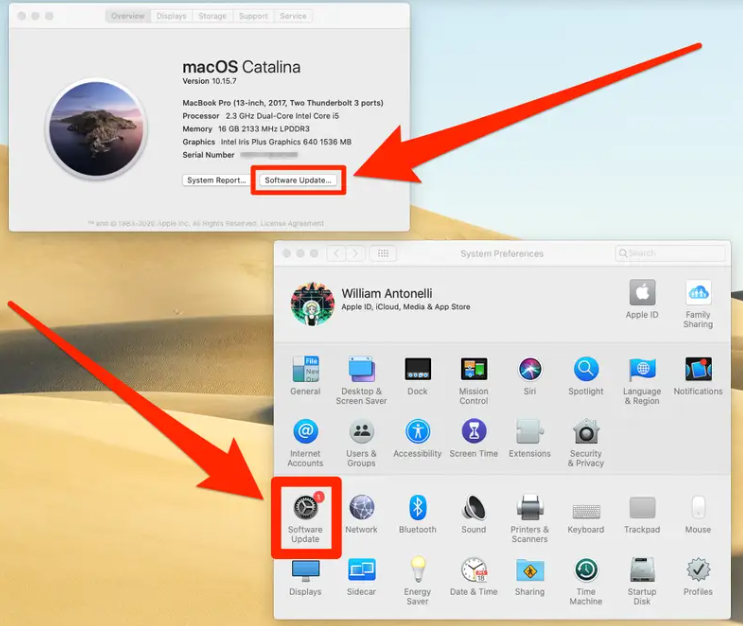 Overview Displays Storage Support Service
macOS Catalina
Version 10.15.7
MacBook Pro (13-inch, 2017, Two Thunderbolt 3 ports)
Processor 2.3 GHz Dual-Core Intel Core i5
Memory 16 GB 2133 MHz LPDDR3
Graphics Intel Iris Plus Graphics 640 1536 MB
Serial Number
System Report... Software Update...
™ and © 1983-2020 Apple Inc. All Rights Reserved. License Agreement
System Preferences
Search
William Antonelli
Apple ID, iCloud, Media & App Store
Apple ID
Family
Sharing
File
New
General
Desktop &
Screen Saver
Dock
Mission
Control
Siri
Spotlight
Language
& Region
Notifications
Internet
Accounts
Users &
Groups
Accessibility
Screen Time
Extensions
Security
& Privacy
1
Software
Update
Network
Bluetooth
Sound
Printers &
Scanners
Keyboard
Trackpad
Mouse
Displays
Sidecar
Energy
Saver
18
Date & Time
Sharing
Time
Machine
Startup
Disk
Profiles